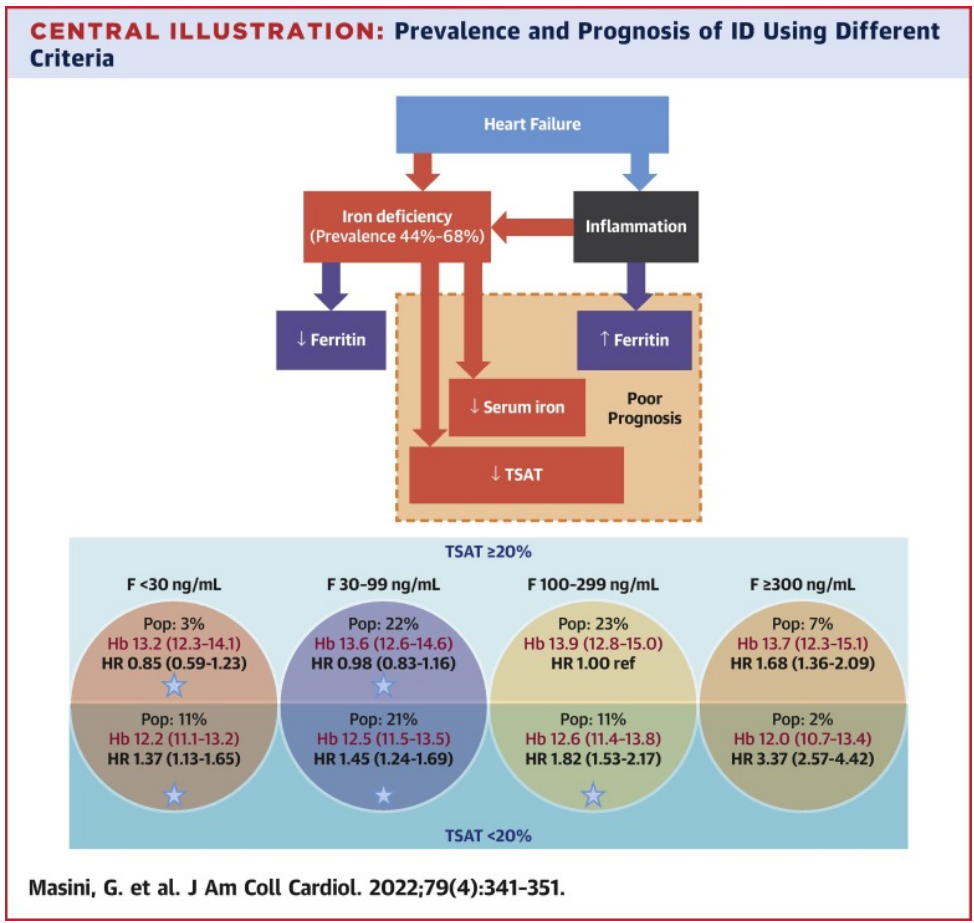 CENTRAL ILLUSTRATION: Prevalence and Prognosis of ID Using Different
Criteria
Heart Failure
Iron deficiency
(Prevalence 44%-68%)
Inflammation
↓ Ferritin
↑ Ferritin
↓ Serum iron
Poor
Prognosis
↓ TSAT
TSAT ≥20%
F <30 ng/mL
F 30-99 ng/mL
F 100-299 ng/mL
F ≥300 ng/mL
Pop: 3%
Hb 13.2 (12.3-14.1)
HR 0.85 (0.59-1.23)
Pop: 22%
Hb 13.6 (12.6-14.6)
HR 0.98 (0.83-1.16)
Pop: 23%
Hb 13.9 (12.8-15.0)
HR 1.00 ref
Pop: 7%
Hb 13.7 (12.3-15.1)
HR 1.68 (1.36-2.09)
Pop: 11%
Hb 12.2 (11.1-13.2)
HR 1.37 (1.13-1.65)
Pop: 21%
Hb 12.5 (11.5-13.5)
HR 1.45 (1.24-1.69)
Pop: 11%
Hb 12.6 (11.4-13.8)
HR 1.82 (1.53-2.17)
Pop: 2%
Hb 12.0 (10.7-13.4)
HR 3.37 (2.57-4.42)
TSAT <20%
Masini, G. et al. J Am Coll Cardiol. 2022;79(4):341-351.